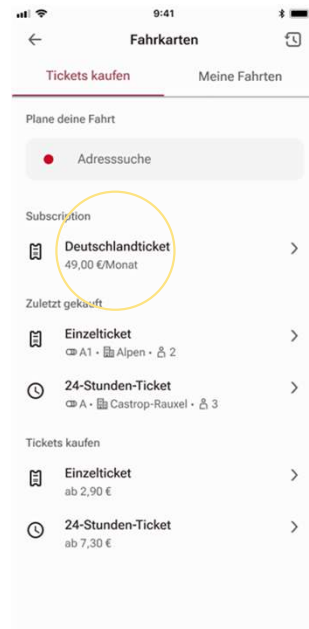 9:41
Fahrkarten
Tickets kaufen
Meine Fahrten
Plane deine Fahrt
Adresssuche
Subscription
Deutschlandticket
49,00 €/Monat
Zuletzt gekauft
Einzelticket
A1 • Alpen • 2
24-Stunden-Ticket
A • Castrop-Rauxel • 3
Tickets kaufen
Einzelticket
ab 2,90 €
24-Stunden-Ticket
ab 7,30 €